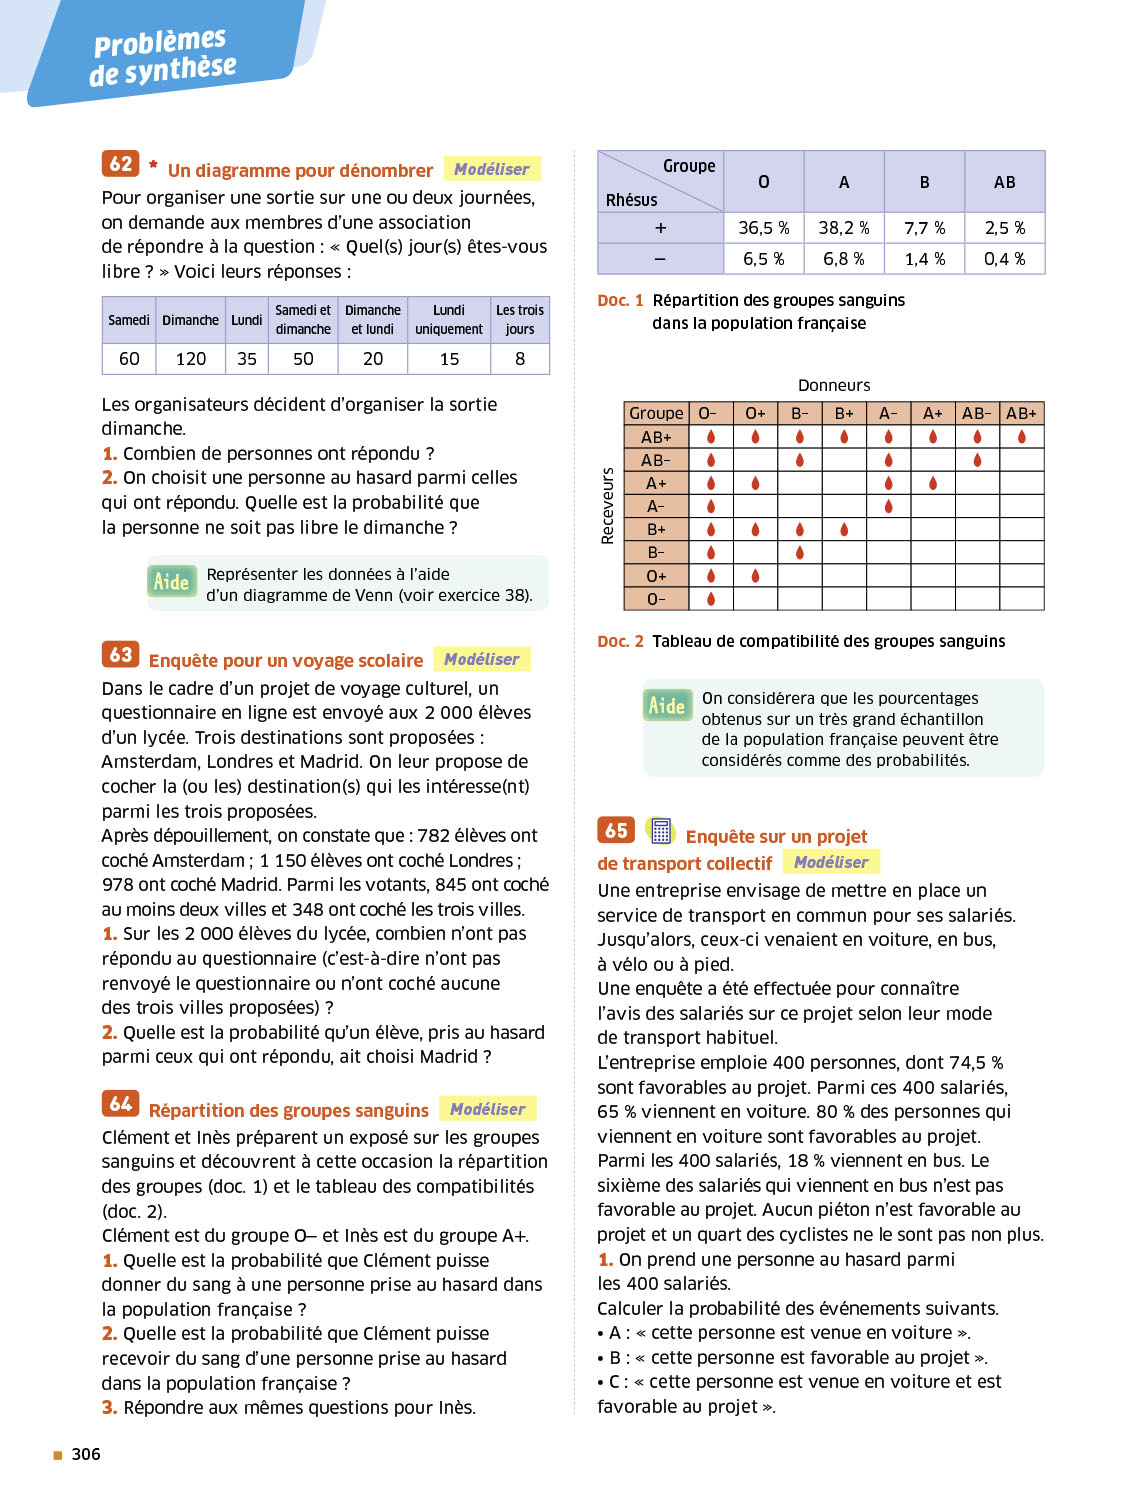 Problèmes
de synthèse
62 * Un diagramme pour dénombrer Modéliser
Pour organiser une sortie sur une ou deux journées,
on demande aux membres d'une association
de répondre à la question : « Quel(s) jour(s) êtes-vous
libre ? » Voici leurs réponses :
Samedi Dimanche Lundi Samedi et dimanche Dimanche et lundi Lundi uniquement Les trois jours
60 120 35 50 20 15 8
Les organisateurs décident d'organiser la sortie
dimanche.
1. Combien de personnes ont répondu ?
2. On choisit une personne au hasard parmi celles
qui ont répondu. Quelle est la probabilité que
la personne ne soit pas libre le dimanche ?
Aide Représenter les données à l'aide
d'un diagramme de Venn (voir exercice 38).
63 Enquête pour un voyage scolaire Modéliser
Dans le cadre d'un projet de voyage culturel, un
questionnaire en ligne est envoyé aux 2 000 élèves
d'un lycée. Trois destinations sont proposées :
Amsterdam, Londres et Madrid. On leur propose de
cocher la (ou les) destination(s) qui les intéresse(nt)
parmi les trois proposées.
Après dépouillement, on constate que : 782 élèves ont
coché Amsterdam ; 1 150 élèves ont coché Londres ;
978 ont coché Madrid. Parmi les votants, 845 ont coché
au moins deux villes et 348 ont coché les trois villes.
1. Sur les 2 000 élèves du lycée, combien n'ont pas
répondu au questionnaire (c'est-à-dire n'ont pas
renvoyé le questionnaire ou n'ont coché aucune
des trois villes proposées) ?
2. Quelle est la probabilité qu'un élève, pris au hasard
parmi ceux qui ont répondu, ait choisi Madrid ?
64 Répartition des groupes sanguins Modéliser
Clément et Inès préparent un exposé sur les groupes
sanguins et découvrent à cette occasion la répartition
des groupes (doc. 1) et le tableau des compatibilités
(doc. 2).
Clément est du groupe O– et Inès est du groupe A+.
1. Quelle est la probabilité que Clément puisse
donner du sang à une personne prise au hasard dans
la population française ?
2. Quelle est la probabilité que Clément puisse
recevoir du sang d'une personne prise au hasard
dans la population française ?
3. Répondre aux mêmes questions pour Inès.
Groupe
Rhésus O A B AB
+ 36,5 % 38,2 % 7,7 % 2,5 %
– 6,5 % 6,8 % 1,4 % 0,4 %
Doc. 1 Répartition des groupes sanguins
dans la population française
Donneurs
Receveurs
Groupe O– O+ B– B+ A– A+ AB– AB+
AB+
AB–
A+
A–
B+
B–
O+
O–
Doc. 2 Tableau de compatibilité des groupes sanguins
Aide On considérera que les pourcentages
obtenus sur un très grand échantillon
de la population française peuvent être
considérés comme des probabilités.
65 Enquête sur un projet
de transport collectif Modéliser
Une entreprise envisage de mettre en place un
service de transport en commun pour ses salariés.
Jusqu'alors, ceux-ci venaient en voiture, en bus,
à vélo ou à pied.
Une enquête a été effectuée pour connaître
l'avis des salariés sur ce projet selon leur mode
de transport habituel.
L'entreprise emploie 400 personnes, dont 74,5 %
sont favorables au projet. Parmi ces 400 salariés,
65 % viennent en voiture. 80 % des personnes qui
viennent en voiture sont favorables au projet.
Parmi les 400 salariés, 18 % viennent en bus. Le
sixième des salariés qui viennent en bus n'est pas
favorable au projet. Aucun piéton n'est favorable au
projet et un quart des cyclistes ne le sont pas non plus.
1. On prend une personne au hasard parmi
les 400 salariés.
Calculer la probabilité des événements suivants.
• A : « cette personne est venue en voiture ».
• B : « cette personne est favorable au projet ».
• C : « cette personne est venue en voiture et est
favorable au projet ».
306